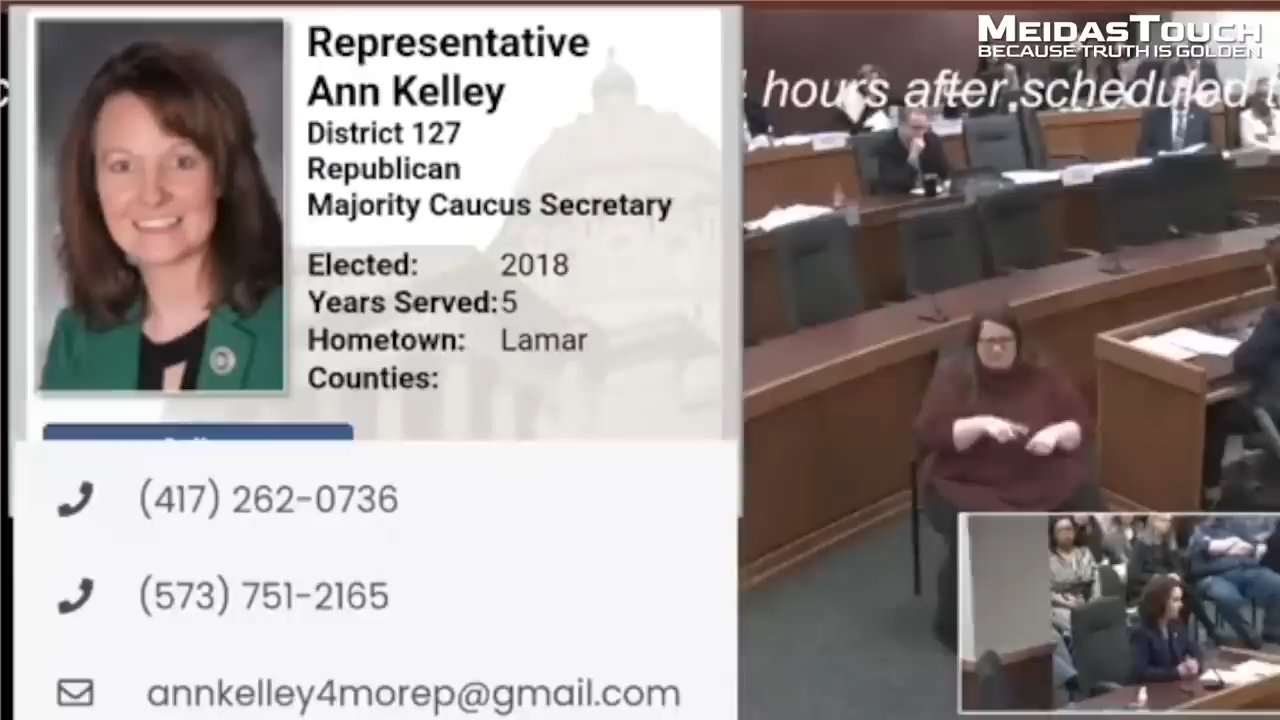 Representative
Ann Kelley
District 127
Republican
Majority Caucus Secretary
Elected: 2018
Years Served: 5
Hometown: Lamar
Counties:
(417) 262-0736
(573) 751-2165
annkelley4morep@gmail.com
MEIDASTOUCH
BECAUSE TRUTH IS GOLDEN
hours after scheduled